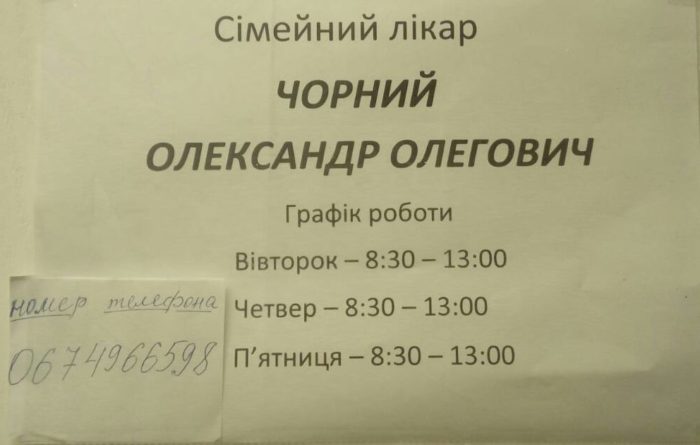 Сімейний лікар
ЧОРНИЙ
ОЛЕКСАНДР ОЛЕГОВИЧ
Графік роботи
Вівторок – 8:30 – 13:00
Четвер – 8:30 – 13:00
П’ятниця – 8:30 – 13:00
номер телефона
0674966598